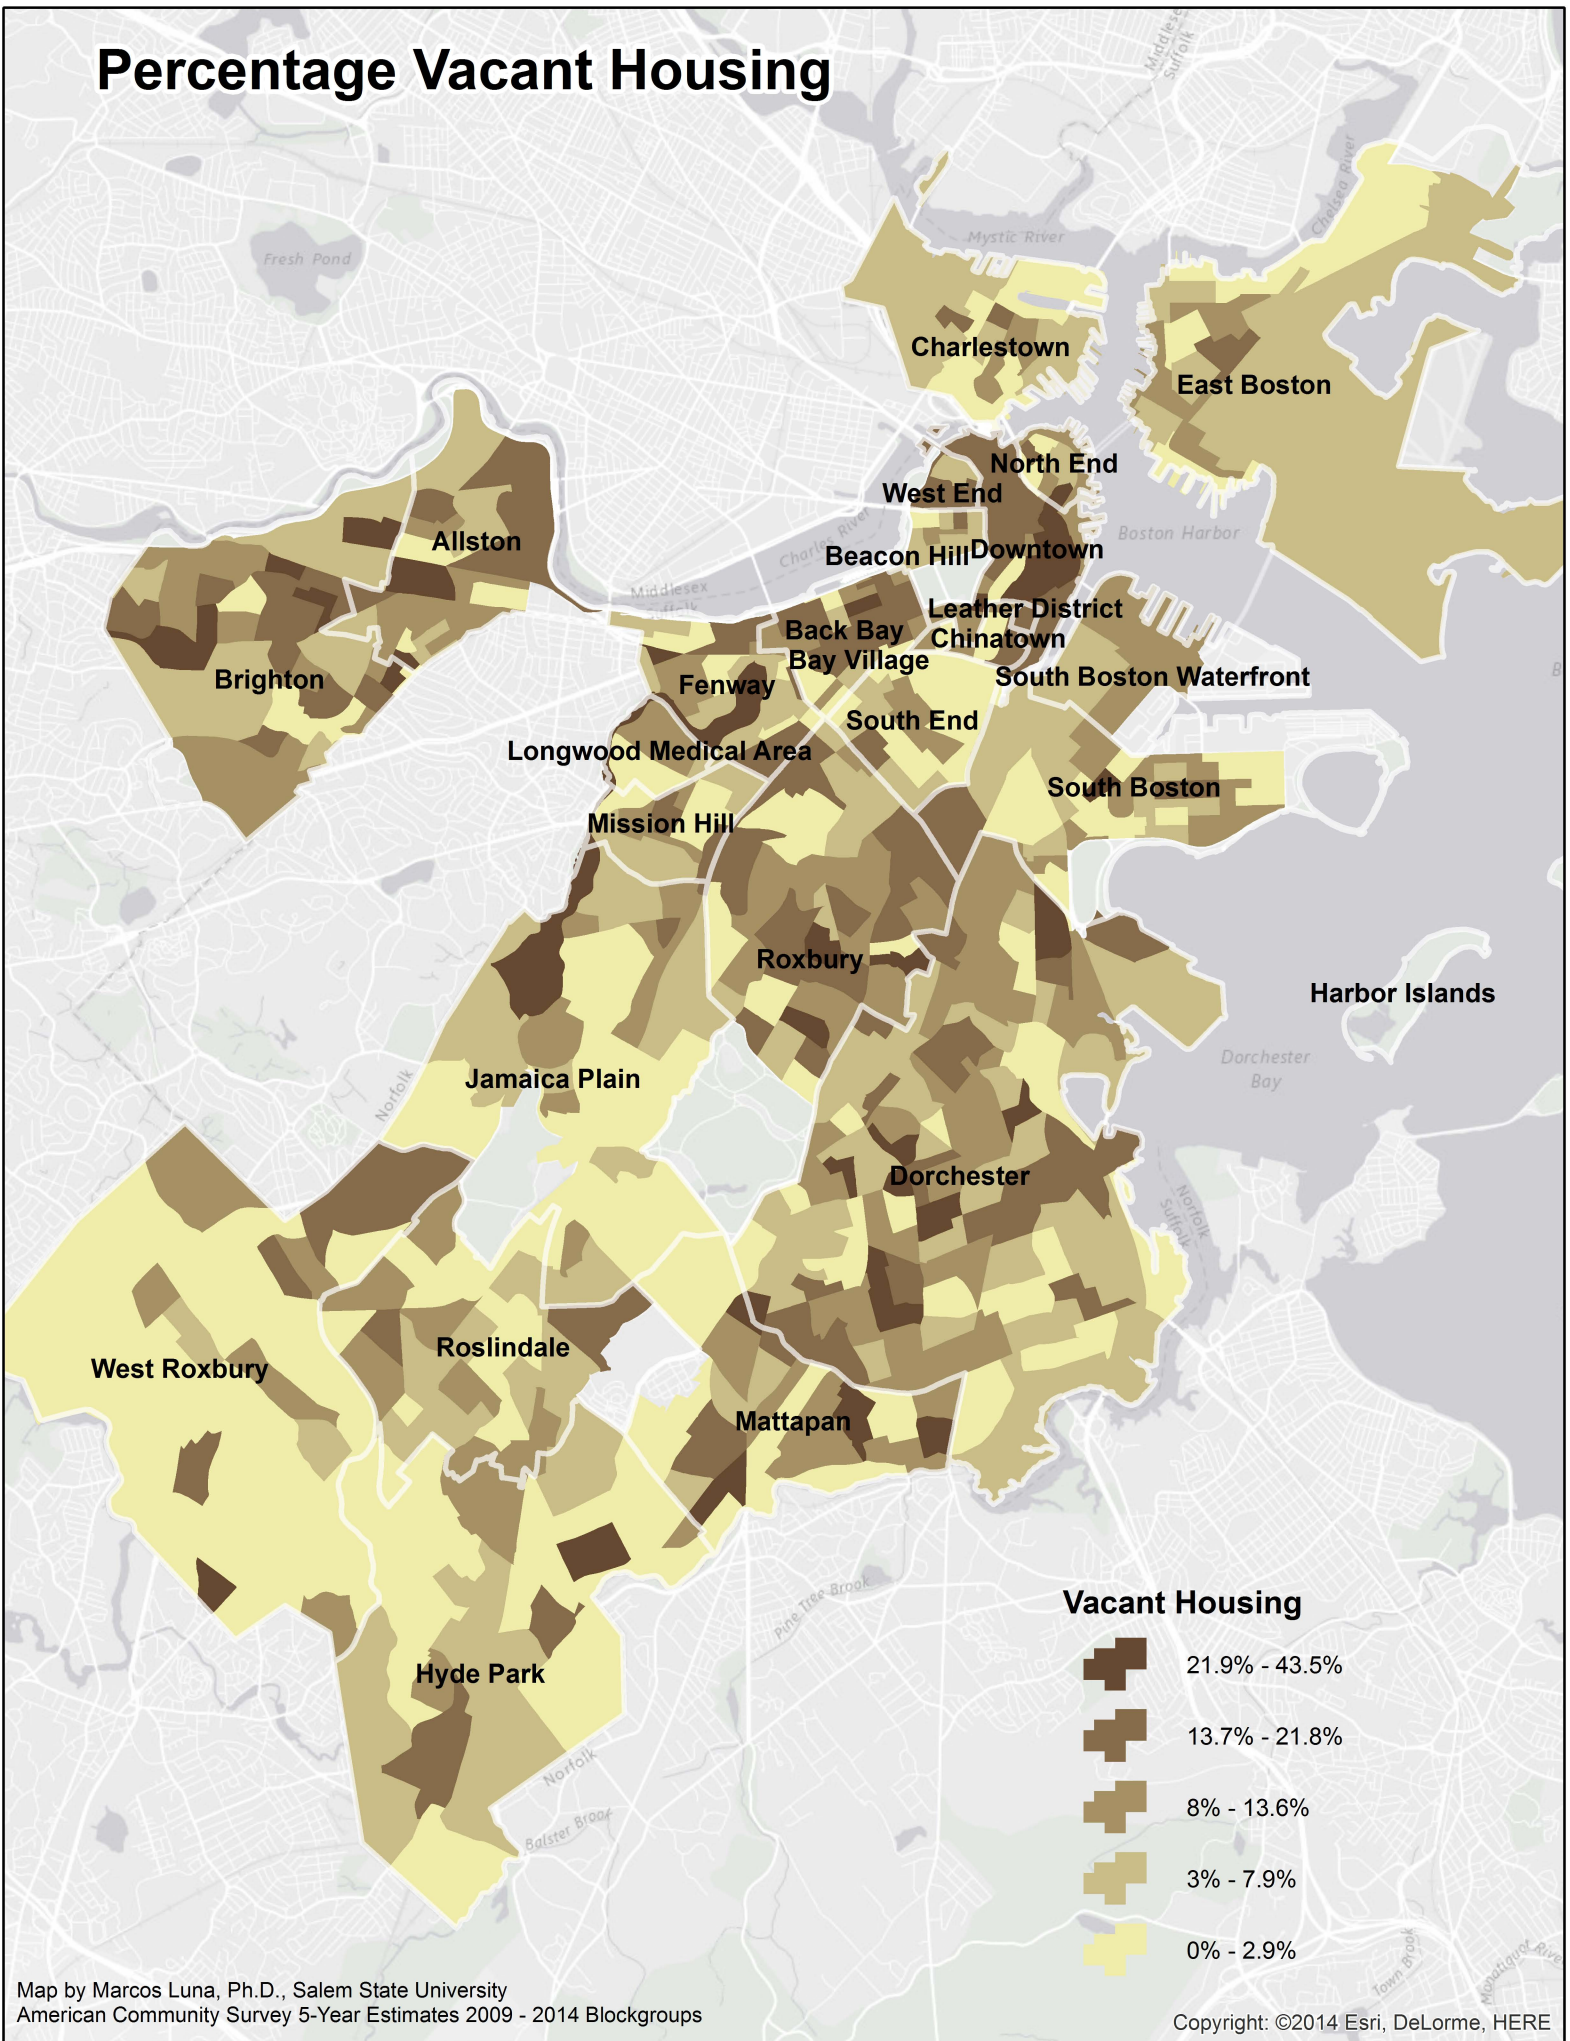 Percentage Vacant Housing
Middlesex
Suffolk
Chelsea River
Mystic River
Fresh Pond
Charlestown
East Boston
North End
West End
Charles River
Boston Harbor
Allston
Beacon Hill
Downtown
Middlesex
Suffolk
Leather District
Back Bay
Chinatown
Bay Village
South Boston Waterfront
Brighton
Fenway
South End
Longwood Medical Area
South Boston
Mission Hill
Roxbury
Harbor Islands
Dorchester
Bay
Jamaica Plain
Norfolk
Dorchester
Norfolk
Suffolk
Roslindale
West Roxbury
Mattapan
Pine Tree Brook
Hyde Park
Norfolk
Balster Brook
Vacant Housing
21.9% - 43.5%
13.7% - 21.8%
8% - 13.6%
3% - 7.9%
0% - 2.9%
Town Brook
Map by Marcos Luna, Ph.D., Salem State University
American Community Survey 5-Year Estimates 2009 - 2014 Blockgroups
Copyright: ©2014 Esri, DeLorme, HERE